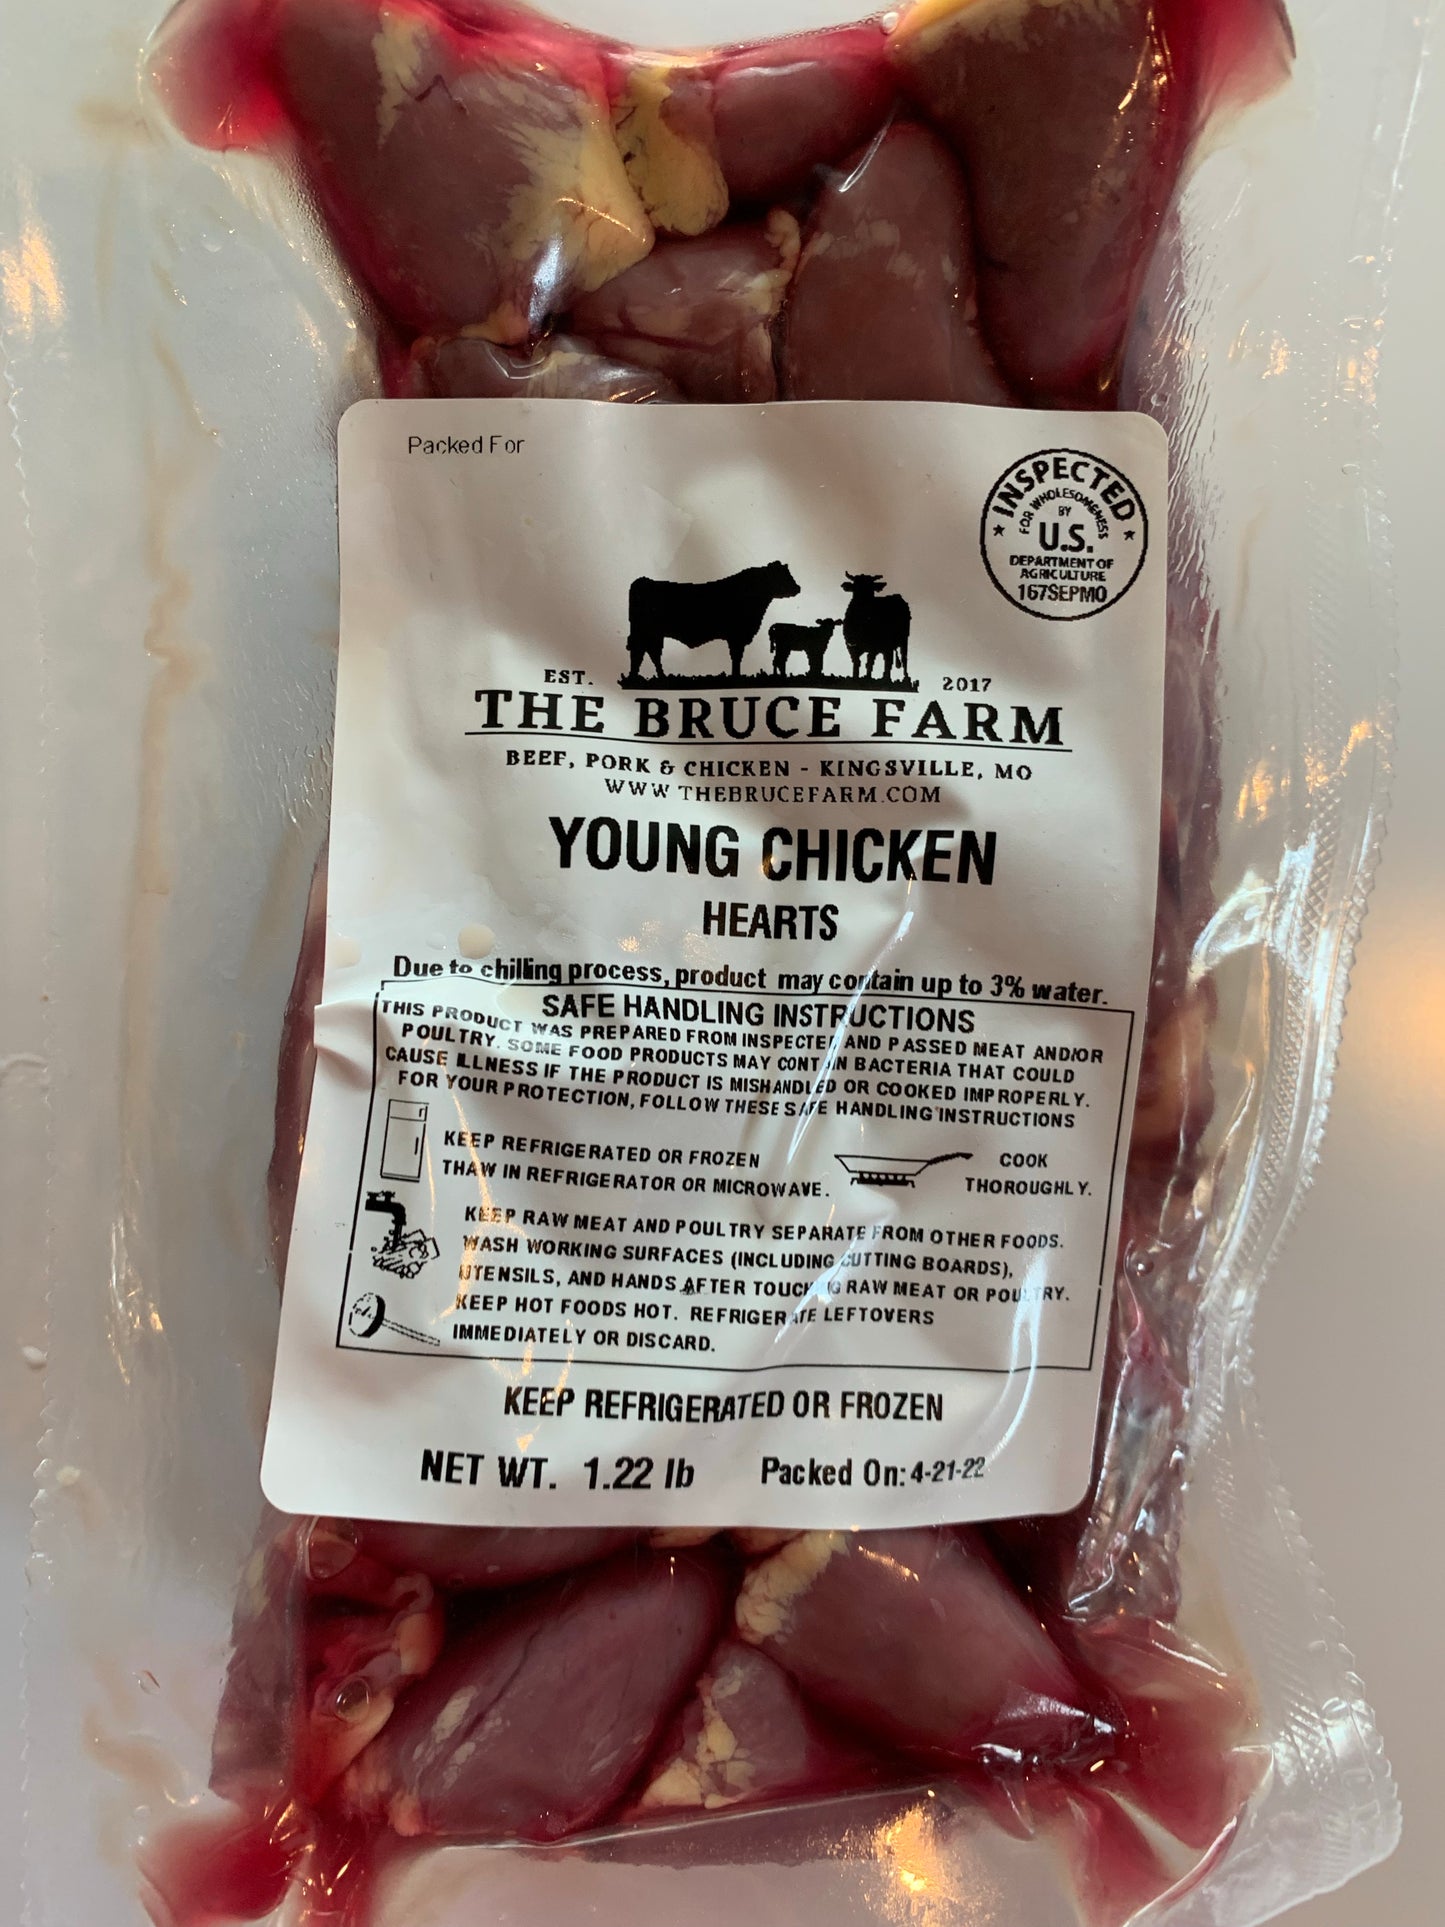 Packed For
INSPECTED
FOR WHOLESOMENESS
BY
U.S.
DEPARTMENT OF
AGRICULTURE
167SEPMO
EST. 2017
THE BRUCE FARM
BEEF, PORK & CHICKEN - KINGSVILLE, MO
WWW THEBRUCEFARM.COM
YOUNG CHICKEN
HEARTS
Due to chilling process, product may contain up to 3% water.
SAFE HANDLING INSTRUCTIONS
THIS PRODUCT WAS PREPARED FROM INSPECTED AND PASSED MEAT AND/OR
POULTRY. SOME FOOD PRODUCTS MAY CONTAIN BACTERIA THAT COULD
CAUSE ILLNESS IF THE PRODUCT IS MISHANDLED OR COOKED IMPROPERLY.
FOR YOUR PROTECTION, FOLLOW THESE SAFE HANDLING INSTRUCTIONS
KEEP REFRIGERATED OR FROZEN
THAW IN REFRIGERATOR OR MICROWAVE.
COOK
THOROUGHLY.
KEEP RAW MEAT AND POULTRY SEPARATE FROM OTHER FOODS.
WASH WORKING SURFACES (INCLUDING CUTTING BOARDS),
UTENSILS, AND HANDS AFTER TOUCHING RAW MEAT OR POULTRY.
KEEP HOT FOODS HOT. REFRIGERATE LEFTOVERS
IMMEDIATELY OR DISCARD.
KEEP REFRIGERATED OR FROZEN
NET WT. 1.22 lb Packed On: 4-21-22